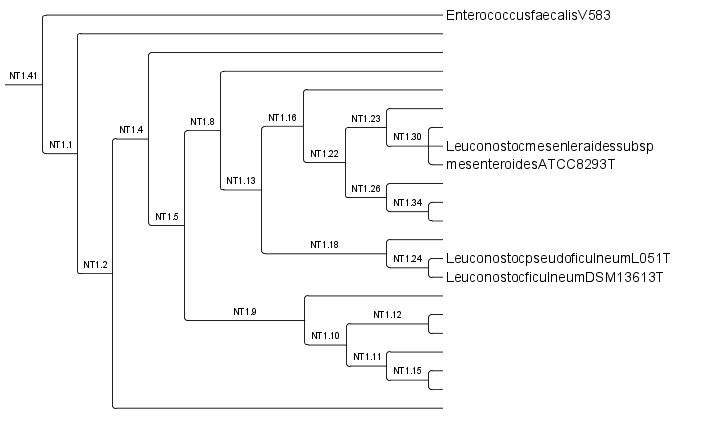 EnterococcusfaecalisV583
NT1.41
NT1.1
NT1.4
NT1.8
NT1.16
NT1.23
NT1.30
LeuconostocmesenleraidessubsP
mesenteroidesATCC8293T
NT1.22
NT1.13
NT1.26
NT1.34
NT1.5
NT1.18
NT1.24
LeuconostocpseudoficulneumL051T
LeuconostocficulneumDSM13613T
NT1.2
NT1.9
NT1.12
NT1.10
NT1.11
NT1.15